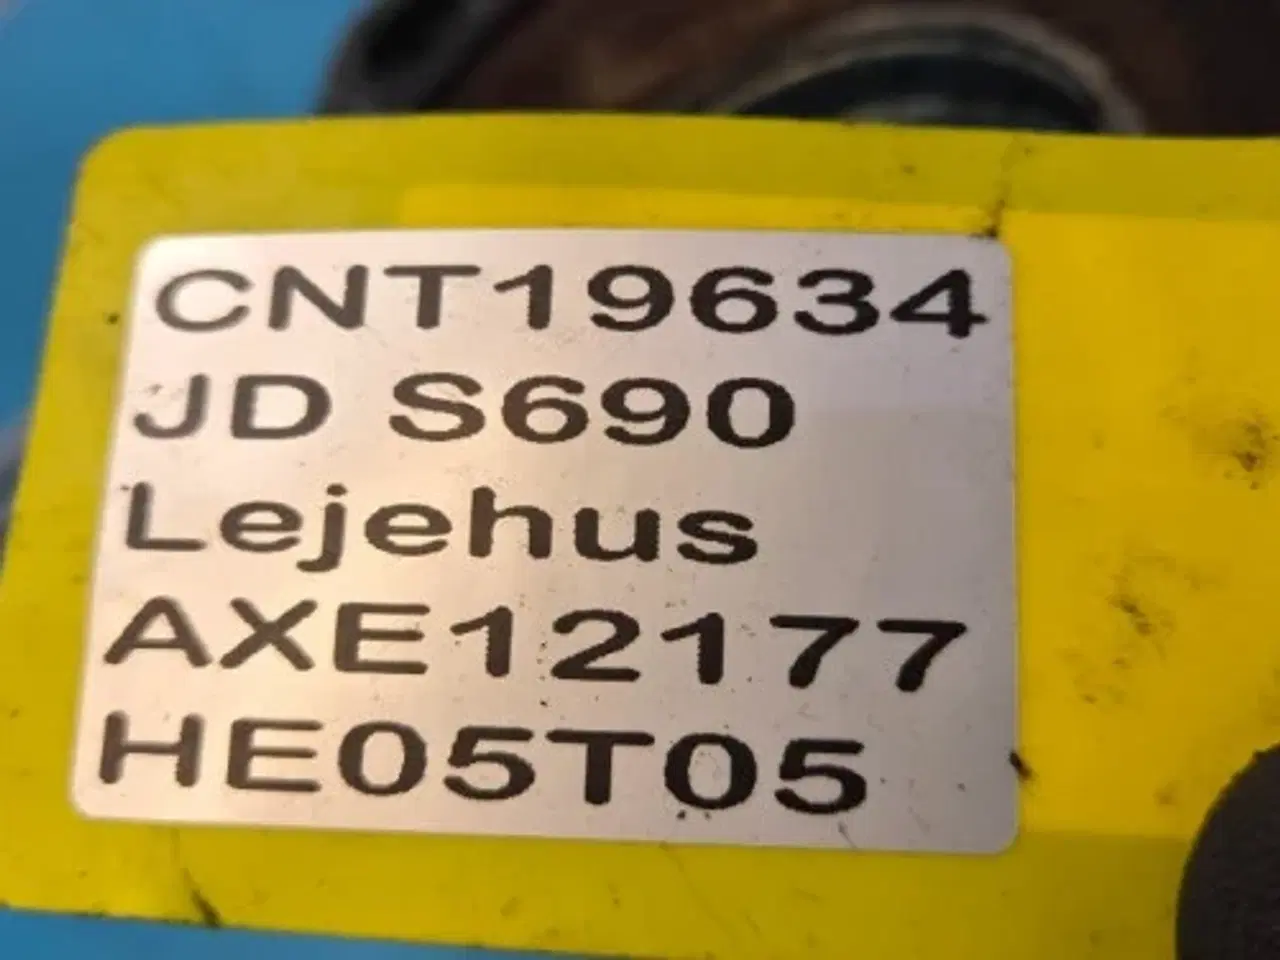 CNT19634
JD S690
Lejehus
AXE12177
HE05T05